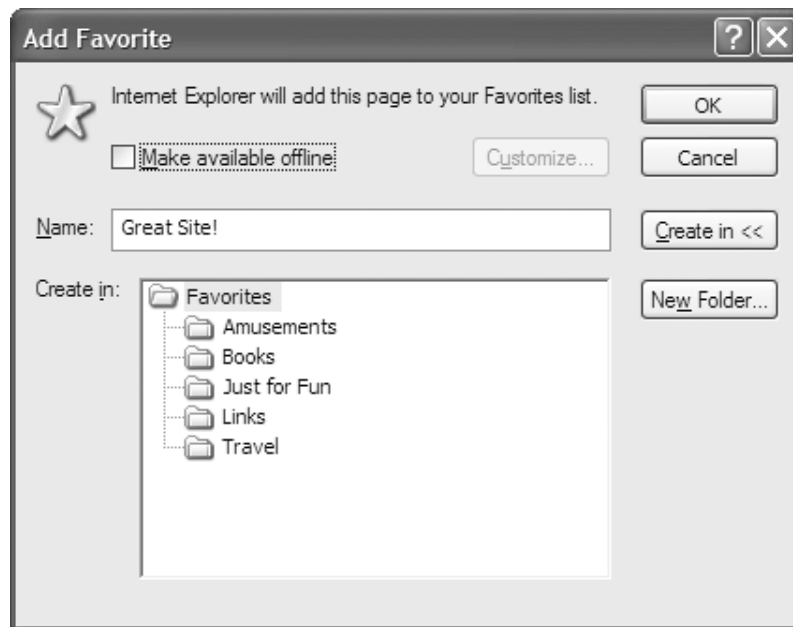 Add Favorite
Internet Explorer will add this page to your Favorites list.
OK
Make available offline
Customize...
Cancel
Name:
Great Site!
Create in <<
Create in:
Favorites
New Folder...
Amusements
Books
Just for Fun
Links
Travel